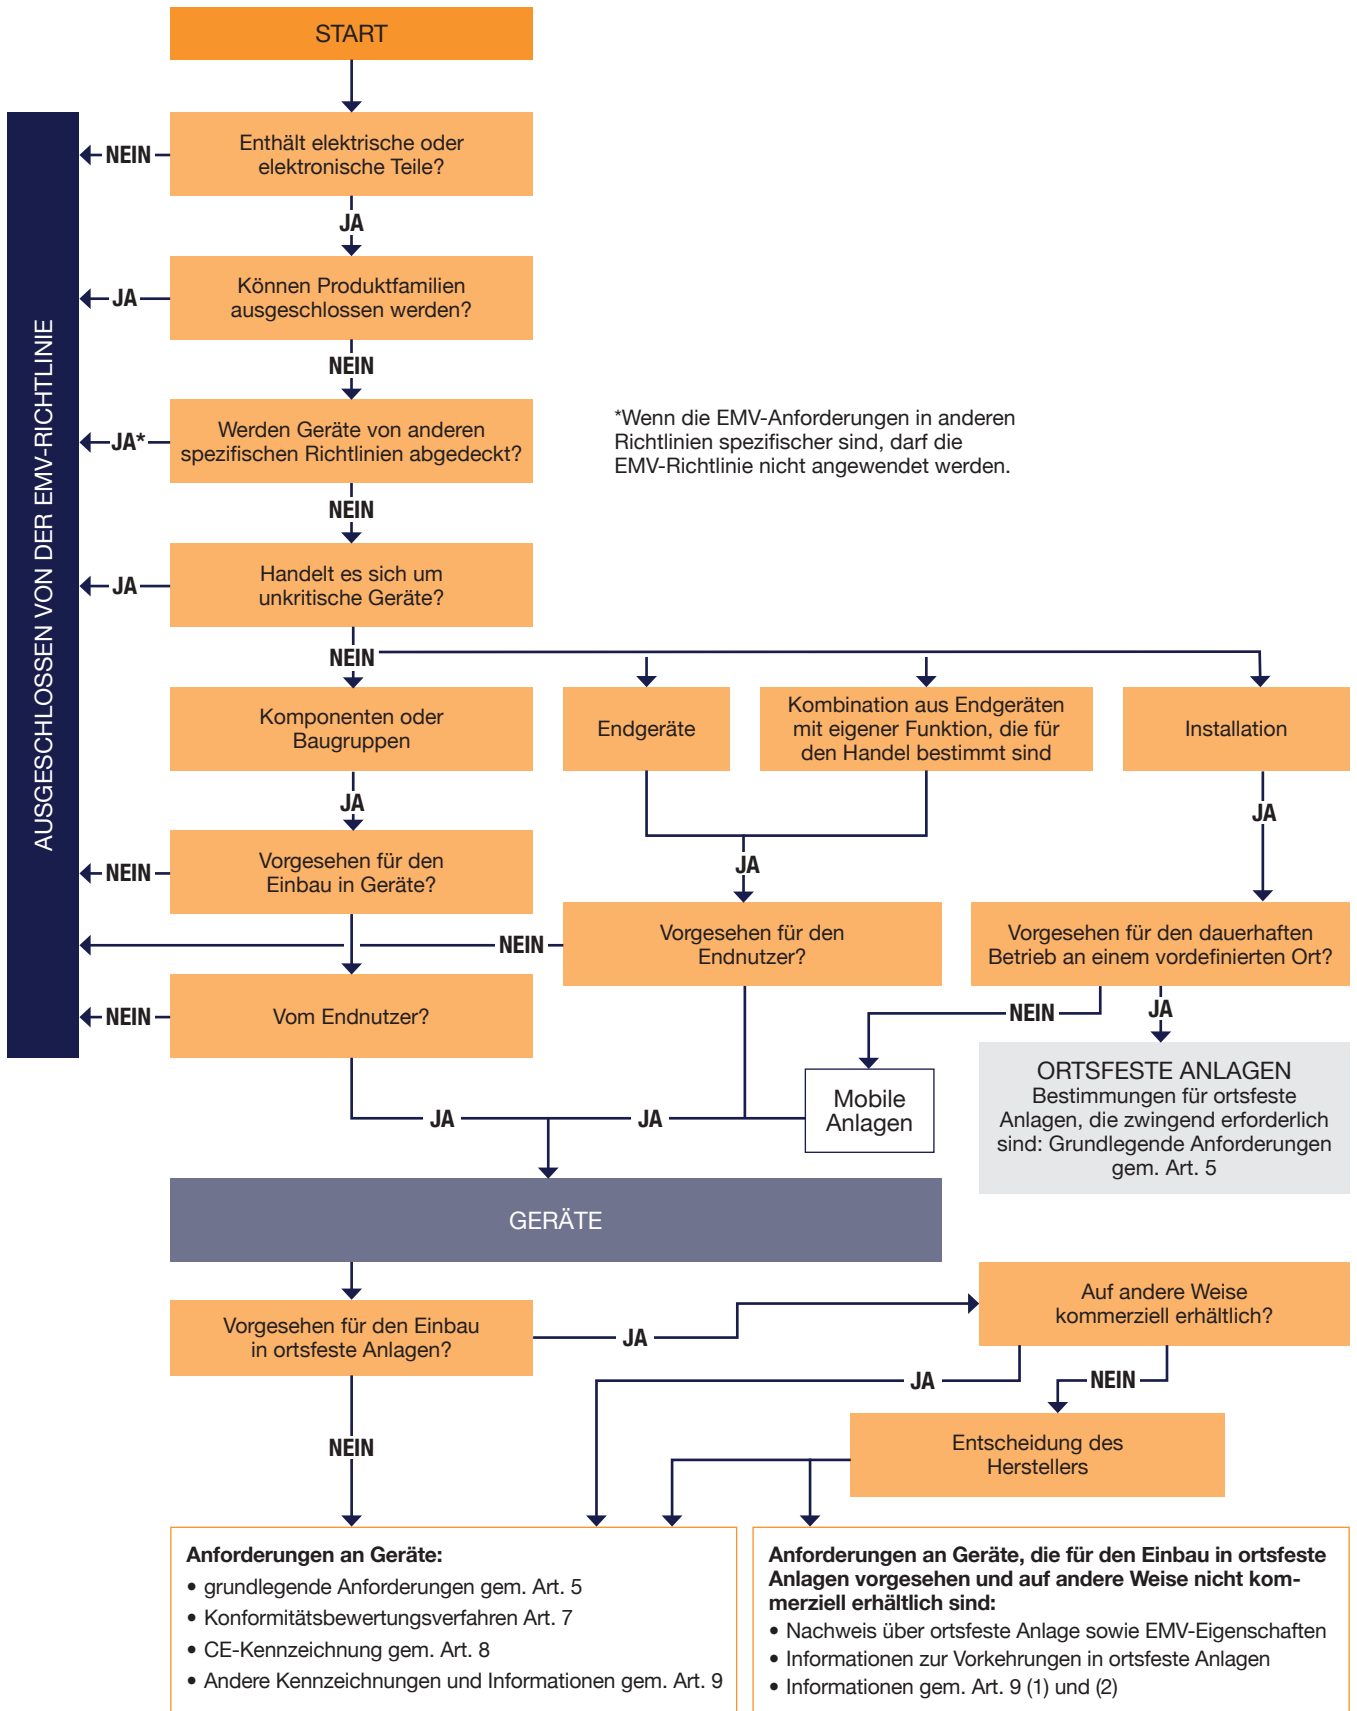 START
Enthält elektrische oder
elektronische Teile?
NEIN
JA
Können Produktfamilien
ausgeschlossen werden?
JA
NEIN
Werden Geräte von anderen
spezifischen Richtlinien abgedeckt?
JA*
*Wenn die EMV-Anforderungen in anderen
Richtlinien spezifischer sind, darf die
EMV-Richtlinie nicht angewendet werden.
NEIN
Handelt es sich um
unkritische Geräte?
JA
AUSGESCHLOSSEN VON DER EMV-RICHTLINIE
NEIN
Komponenten oder
Baugruppen
Endgeräte
Kombination aus Endgeräten
mit eigener Funktion, die für
den Handel bestimmt sind
Installation
JA
JA
JA
Vorgesehen für den
Einbau in Geräte?
NEIN
NEIN
Vorgesehen für den
Endnutzer?
Vorgesehen für den dauerhaften
Betrieb an einem vordefinierten Ort?
Vom Endnutzer?
NEIN
NEIN
JA
Mobile
Anlagen
ORTSFESTE ANLAGEN
Bestimmungen für ortsfeste
Anlagen, die zwingend erforderlich
sind: Grundlegende Anforderungen
gem. Art. 5
JA
JA
GERÄTE
Vorgesehen für den Einbau
in ortsfeste Anlagen?
JA
Auf andere Weise
kommerziell erhältlich?
JA
NEIN
NEIN
Entscheidung des
Herstellers
Anforderungen an Geräte:
• grundlegende Anforderungen gem. Art. 5
• Konformitätsbewertungsverfahren Art. 7
• CE-Kennzeichnung gem. Art. 8
• Andere Kennzeichnungen und Informationen gem. Art. 9
Anforderungen an Geräte, die für den Einbau in ortsfeste
Anlagen vorgesehen und auf andere Weise nicht kom-
merziell erhältlich sind:
• Nachweis über ortsfeste Anlage sowie EMV-Eigenschaften
• Informationen zur Vorkehrungen in ortsfeste Anlagen
• Informationen gem. Art. 9 (1) und (2)